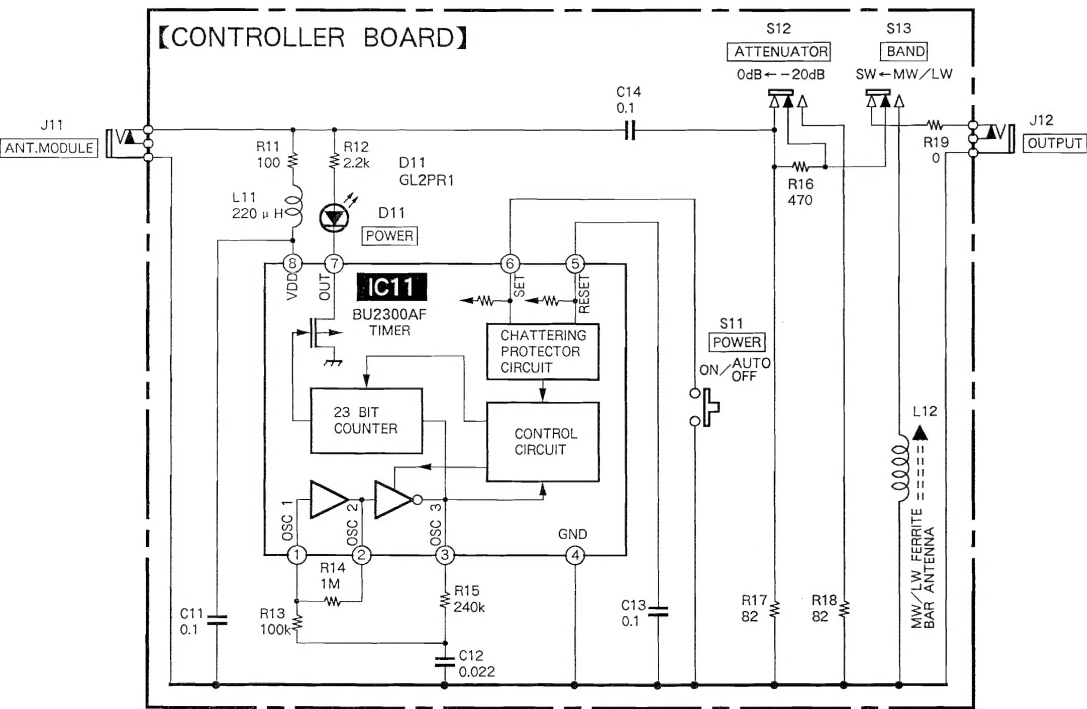 【CONTROLLER BOARD】
S12
ATTENUATOR
0dB←−20dB
S13
BAND
SW←MW/LW
C14
0.1
J11
ANT.MODULE
R11
100
R12
2.2k
D11
GL2PR1
J12
OUTPUT
R19
0
R16
470
L11
220μH
D11
POWER
8
7
6
5
VDD
OUT
SET
RESET
IC11
BU2300AF
TIMER
CHATTERING
PROTECTOR
CIRCUIT
S11
POWER
ON/AUTO
OFF
23 BIT
COUNTER
CONTROL
CIRCUIT
L12
MW/LW FERRITE
BAR ANTENNA
OSC 1
OSC 2
OSC 3
GND
1
2
3
4
R14
1M
R15
240k
R13
100k
C11
0.1
C13
0.1
R17
82
R18
82
C12
0.022